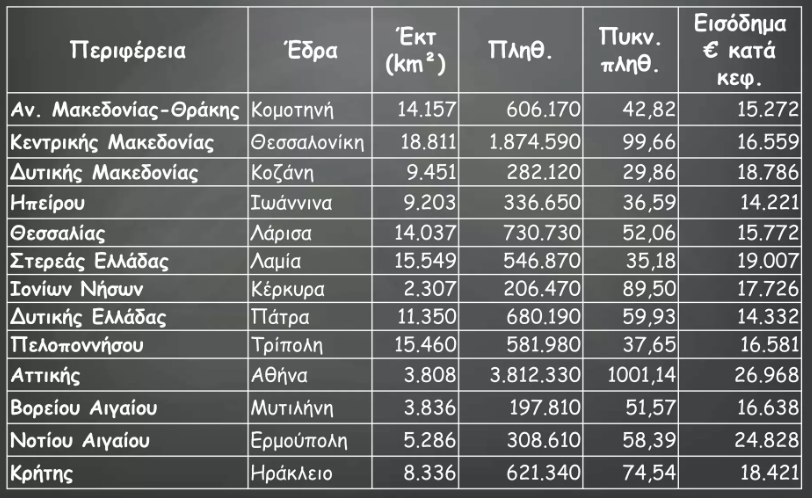 Περιφέρεια Έδρα Έκτ (km²) Πληθ. Πυκν. πληθ. Εισόδημα € κατά κεφ.
Αν. Μακεδονίας-Θράκης Κομοτηνή 14.157 606.170 42,82 15.272
Κεντρικής Μακεδονίας Θεσσαλονίκη 18.811 1.874.590 99,66 16.559
Δυτικής Μακεδονίας Κοζάνη 9.451 282.120 29,86 18.786
Ηπείρου Ιωάννινα 9.203 336.650 36,59 14.221
Θεσσαλίας Λάρισα 14.037 730.730 52,06 15.772
Στερεάς Ελλάδας Λαμία 15.549 546.870 35,18 19.007
Ιονίων Νήσων Κέρκυρα 2.307 206.470 89,50 17.726
Δυτικής Ελλάδας Πάτρα 11.350 680.190 59,93 14.332
Πελοποννήσου Τρίπολη 15.460 581.980 37,65 16.581
Αττικής Αθήνα 3.808 3.812.330 1001,14 26.968
Βορείου Αιγαίου Μυτιλήνη 3.836 197.810 51,57 16.638
Νοτίου Αιγαίου Ερμούπολη 5.286 308.610 58,39 24.828
Κρήτης Ηράκλειο 8.336 621.340 74,54 18.421